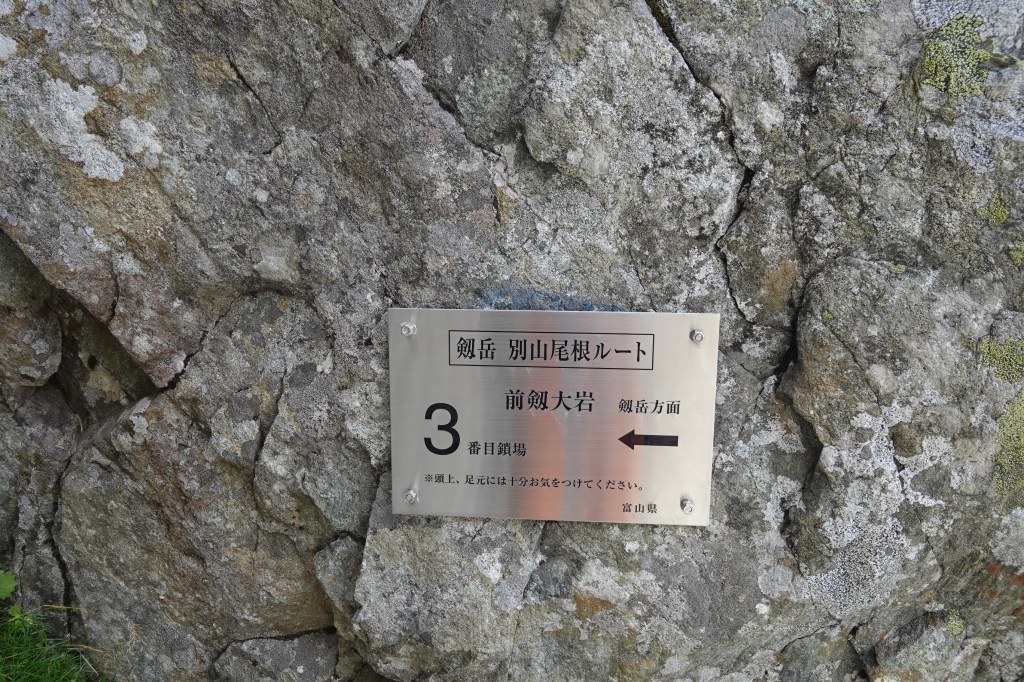 剱岳 別山尾根ルート
前剱大岩 剱岳方面
3番目鎖場
※頭上、足元には十分お気をつけてください。
富山県